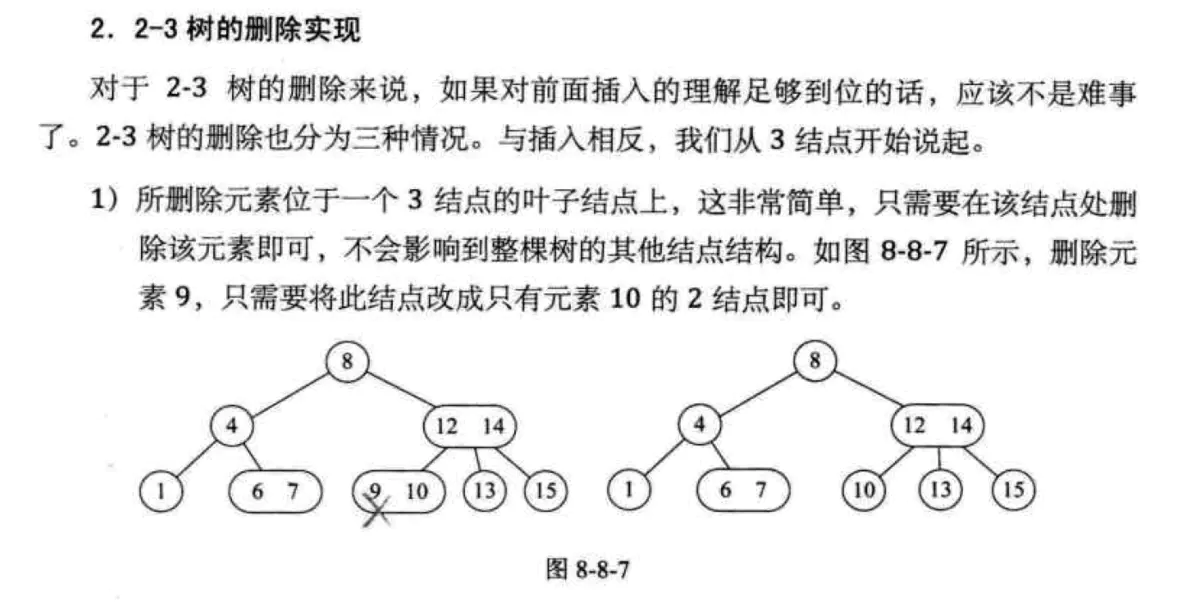 2．2-3 树的删除实现
对于 2-3 树的删除来说，如果对前面插入的理解足够到位的话，应该不是难事
了。2-3 树的删除也分为三种情况。与插入相反，我们从 3 结点开始说起。
1）所删除元素位于一个 3 结点的叶子结点上，这非常简单，只需要在该结点处删
除该元素即可，不会影响到整棵树的其他结点结构。如图 8-8-7 所示，删除元
素 9，只需要将此结点改成只有元素 10 的 2 结点即可。
8 8
4 12 14 4 12 14
1 6 7 9 10 13 15 1 6 7 10 13 15
图 8-8-7